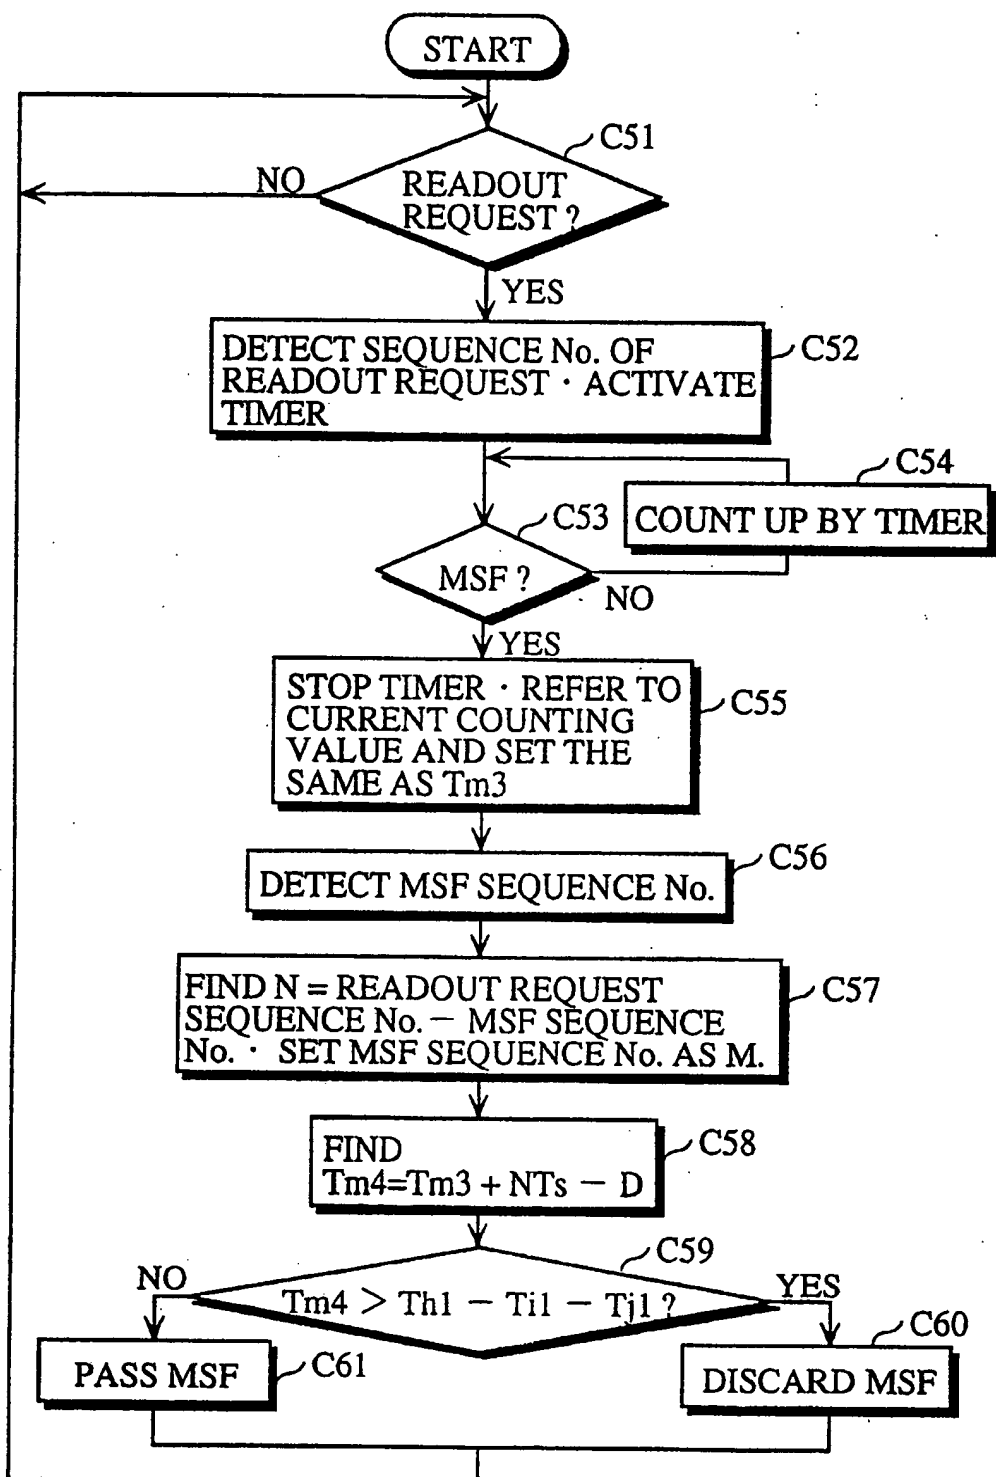 START
C51
NO
READOUT
REQUEST ?
YES
C52
DETECT SEQUENCE No. OF
READOUT REQUEST · ACTIVATE
TIMER
C54
COUNT UP BY TIMER
C53
MSF ?
NO
YES
STOP TIMER · REFER TO
CURRENT COUNTING
VALUE AND SET THE
SAME AS Tm3
C55
C56
DETECT MSF SEQUENCE No.
C57
FIND N = READOUT REQUEST
SEQUENCE No. − MSF SEQUENCE
No. · SET MSF SEQUENCE No. AS M.
C58
FIND
Tm4=Tm3 + NTs − D
C59
NO
YES
Tm4 > Th1 − Ti1 − Tj1 ?
C60
PASS MSF
C61
DISCARD MSF